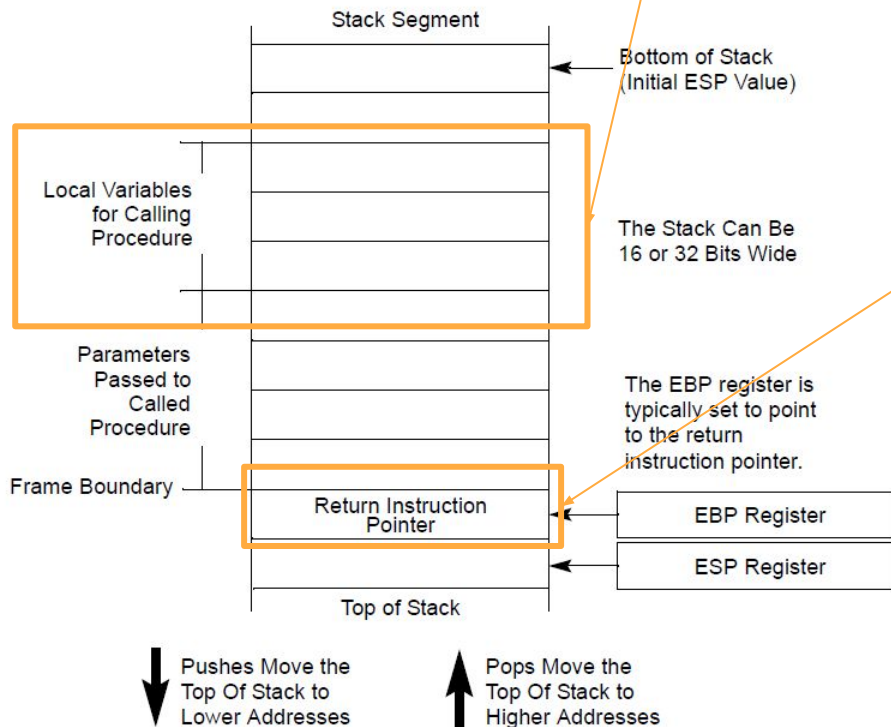 Stack Segment
Bottom of Stack
(Initial ESP Value)
Local Variables
for Calling
Procedure
The Stack Can Be
16 or 32 Bits Wide
Parameters
Passed to
Called
Procedure
The EBP register is
typically set to point
to the return
instruction pointer.
Frame Boundary
Return Instruction
Pointer
EBP Register
ESP Register
Top of Stack
Pushes Move the
Top Of Stack to
Lower Addresses
Pops Move the
Top Of Stack to
Higher Addresses